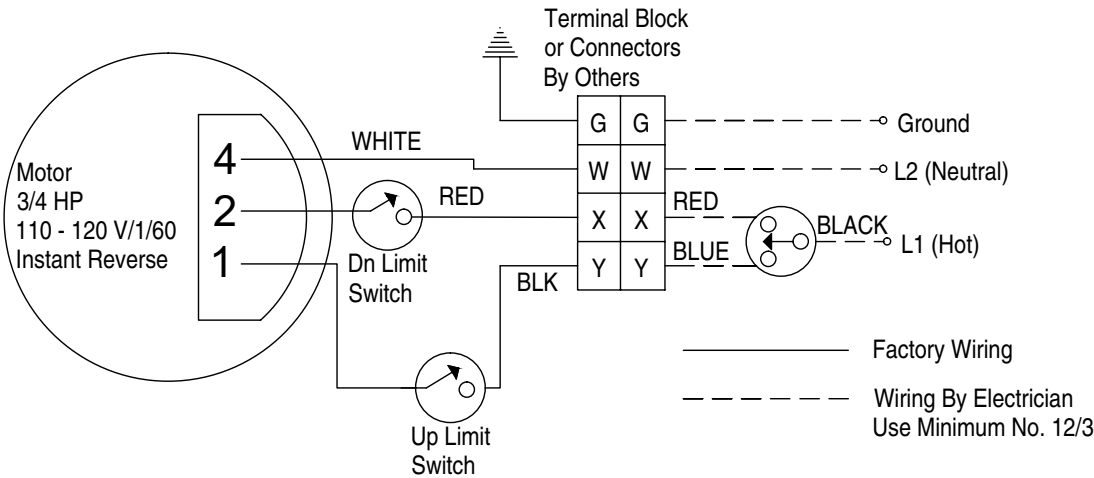 Terminal Block
or Connectors
By Others
G G
Ground
WHITE
4
W W
L2 (Neutral)
Motor
3/4 HP
110 - 120 V/1/60
Instant Reverse
2
RED
X X
RED
BLACK
L1 (Hot)
1
Dn Limit
Switch
BLK
Y Y
BLUE
Up Limit
Switch
Factory Wiring
Wiring By Electrician
Use Minimum No. 12/3